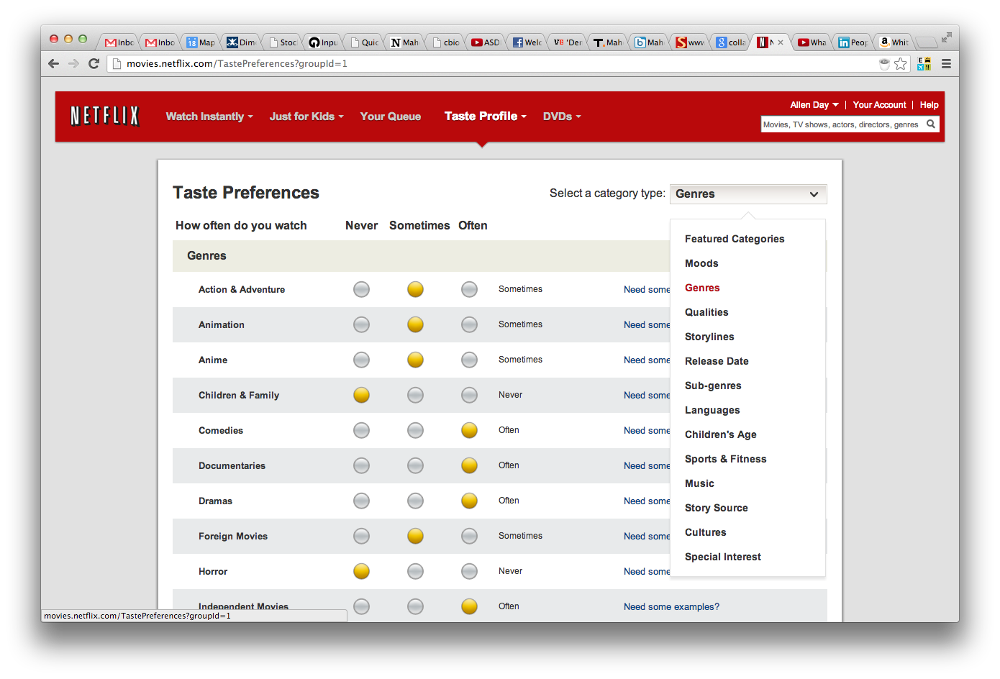 Inbo
Inbo
18 Map
Dim
Stoc
Inpu
Quic
N Mah
cbio
ASD
Welc
VB 'Der
T. Mah
b Mah
S www
8 colla
N N
Wha
in Peop
a Whit
movies.netflix.com/TastePreferences?groupId=1
NETFLIX
Watch Instantly Just for Kids Your Queue Taste Profile DVDs
Allen Day | Your Account | Help
Movies, TV shows, actors, directors, genres
Taste Preferences
Select a category type: Genres
How often do you watch Never Sometimes Often
Genres
Action & Adventure Sometimes Need some
Animation Sometimes Need some
Anime Sometimes Need some
Children & Family Never Need some
Comedies Often Need some
Documentaries Often Need some
Dramas Often Need some
Foreign Movies Sometimes Need some
Horror Never Need some
Independent Movies Often Need some examples?
Featured Categories
Moods
Genres
Qualities
Storylines
Release Date
Sub-genres
Languages
Children's Age
Sports & Fitness
Music
Story Source
Cultures
Special Interest
movies.netflix.com/TastePreferences?groupId=1